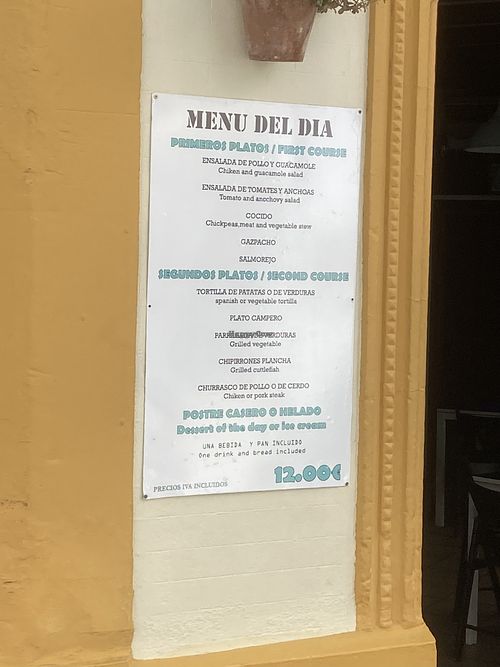 MENU DEL DIA
PRIMEROS PLATOS / FIRST COURSE
ENSALADA DE POLLO Y GUACAMOLE
Chiken and guacamole salad
ENSALADA DE TOMATES Y ANCHOAS
Tomato and ancchovy salad
COCIDO
Chickpeas,meat and vegetable stew
GAZPACHO
SALMOREJO
SEGUNDOS PLATOS / SECOND COURSE
TORTILLA DE PATATAS O DE VERDURAS
spanish or vegetable tortilla
PLATO CAMPERO
VERDURAS
Grilled vegetable
CHIPIRRONES PLANCHA
Grilled cuttlefish
CHURRASCO DE POLLO O DE CERDO
Chiken or pork steak
POSTRE CASERO O HELADO
Dessert of the day or ice cream
UNA BEBIDA Y PAN INCLUIDO
One drink and bread included
12.00€
PRECIOS IVA INCLUIDOS